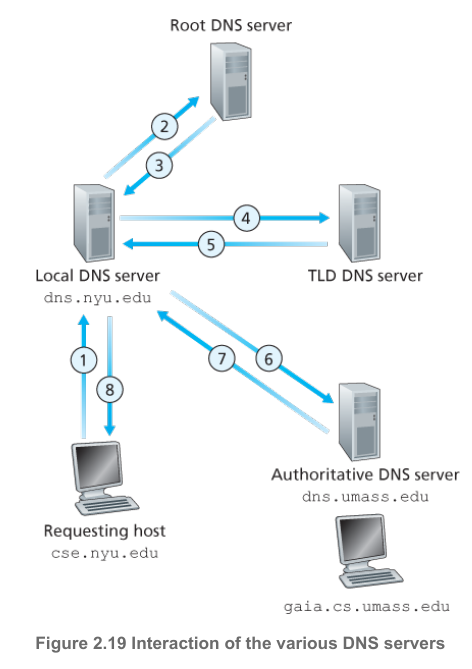 Root DNS server
2
3
4
5
Local DNS server
dns.nyu.edu
TLD DNS server
1
8
7
6
Authoritative DNS server
dns.umass.edu
Requesting host
cse.nyu.edu
gaia.cs.umass.edu
Figure 2.19 Interaction of the various DNS servers